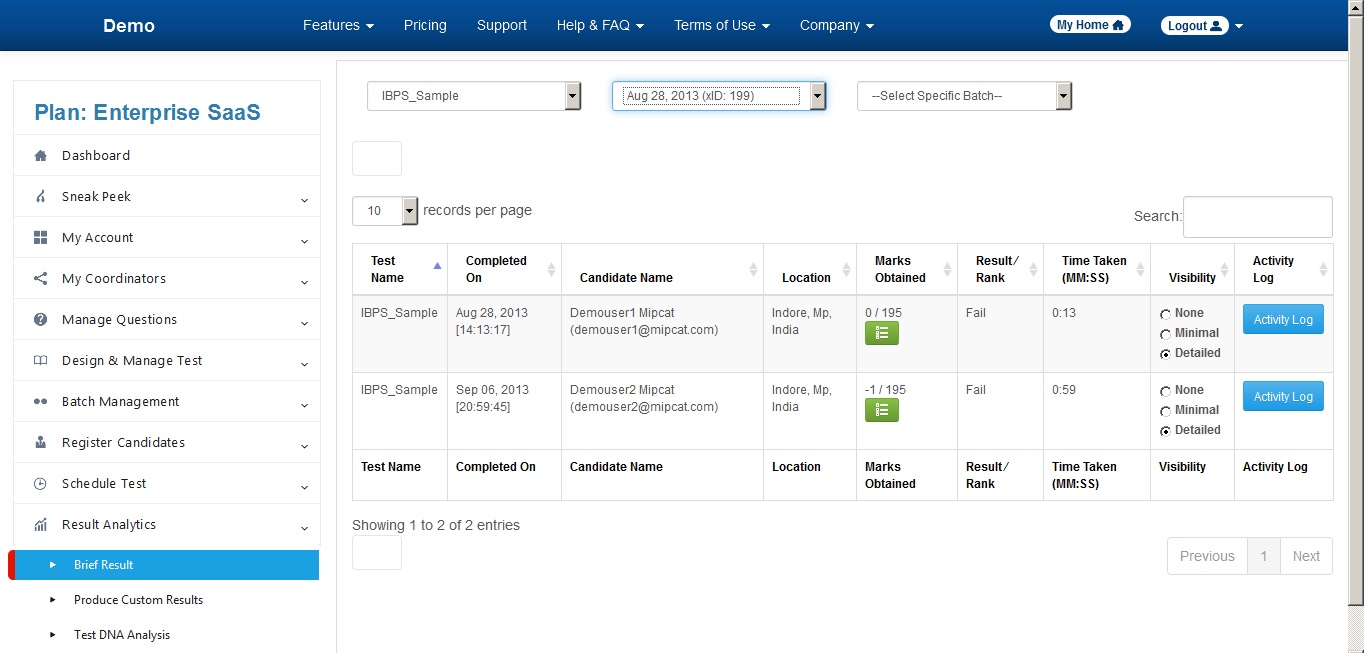 Demo
Features
Pricing
Support
Help & FAQ
Terms of Use
Company
My Home
Logout
Plan: Enterprise SaaS
Dashboard
Sneak Peek
My Account
My Coordinators
Manage Questions
Design & Manage Test
Batch Management
Register Candidates
Schedule Test
Result Analytics
Brief Result
Produce Custom Results
Test DNA Analysis
IBPS_Sample
Aug 28, 2013 (xID: 199)
--Select Specific Batch--
10 records per page
Search:
Test
Name
Completed
On
Candidate Name
Location
Marks
Obtained
Result/
Rank
Time Taken
(MM:SS)
Visibility
Activity
Log
IBPS_Sample
Aug 28, 2013
[14:13:17]
Demouser1 Mipcat
(demouser1@mipcat.com)
Indore, Mp,
India
0 / 195
Fail
0:13
None
Minimal
Detailed
Activity Log
IBPS_Sample
Sep 06, 2013
[20:59:45]
Demouser2 Mipcat
(demouser2@mipcat.com)
Indore, Mp,
India
-1 / 195
Fail
0:59
None
Minimal
Detailed
Activity Log
Test Name
Completed On
Candidate Name
Location
Marks
Obtained
Result/
Rank
Time Taken
(MM:SS)
Visibility
Activity Log
Showing 1 to 2 of 2 entries
Previous
1
Next